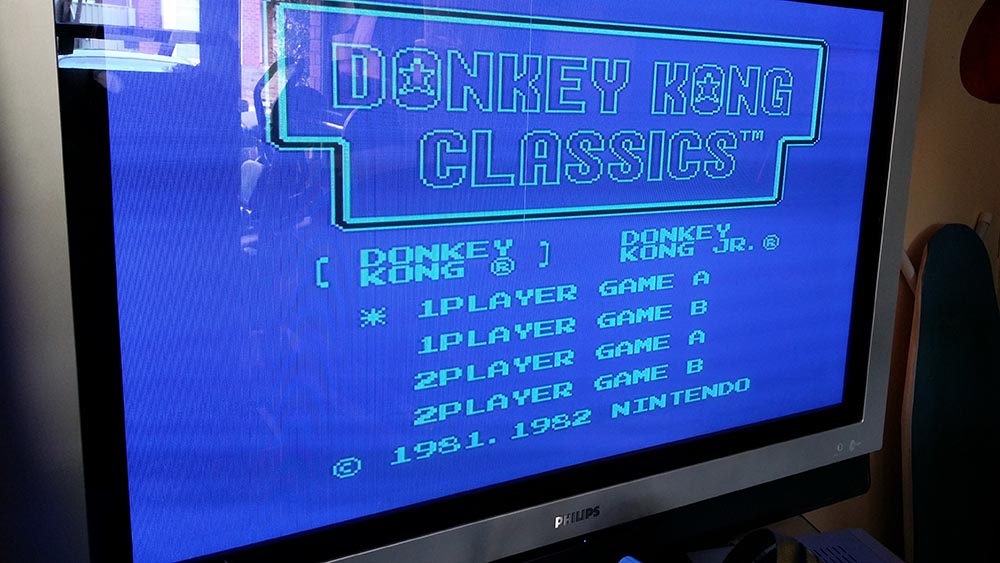 DONKEY KONG
CLASSICS™
[ DONKEY KONG ® ]
DONKEY KONG JR.®
* 1PLAYER GAME A
1PLAYER GAME B
2PLAYER GAME A
2PLAYER GAME B
© 1981. 1982 NINTENDO
PHILIPS